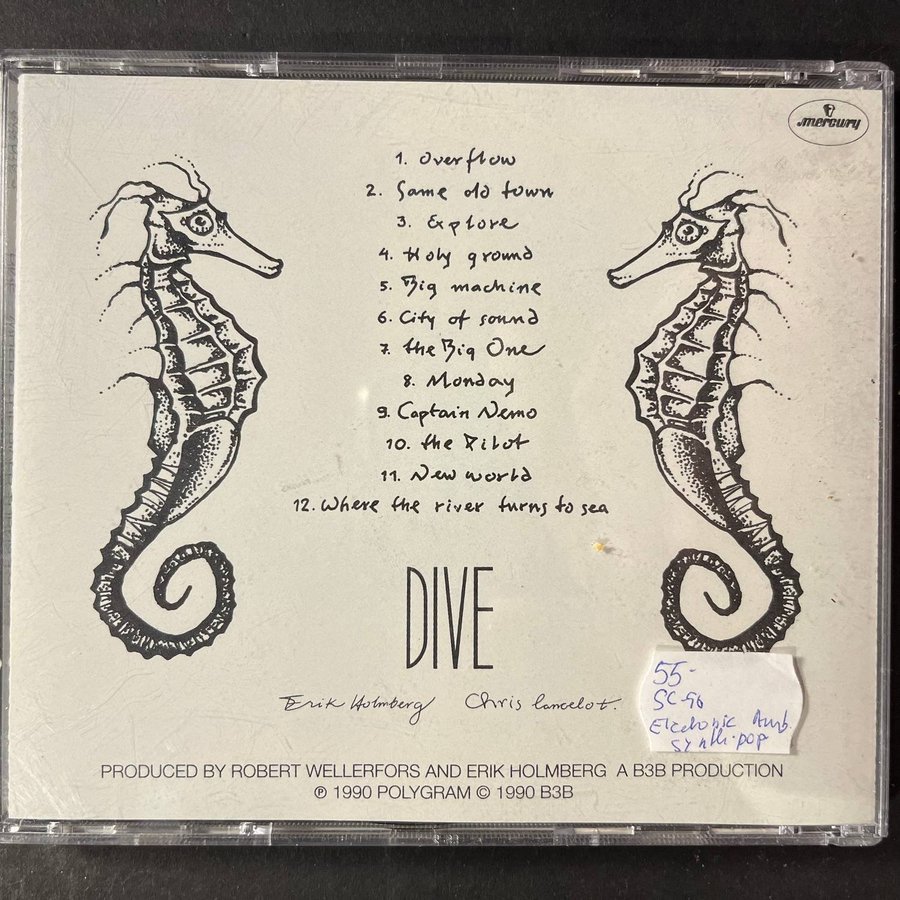 mercury
1. Overflow
2. Same old town
3. Explore
4. Holy ground
5. Big machine
6. City of sound
7. the Big One
8. Monday
9. Captain Nemo
10. the Pilot
11. New world
12. Where the river turns to sea
DIVE
Erik Holmberg Chris Lancelot.
55-
SC-96
Elcctonic Amb.
Synth-pop
PRODUCED BY ROBERT WELLERFORS AND ERIK HOLMBERG A B3B PRODUCTION
℗ 1990 POLYGRAM © 1990 B3B